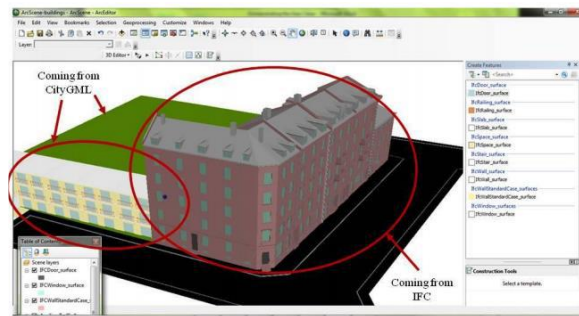 ArcScene-buildings - ArcScene - ArcEditor
File Edit View Bookmarks Selection Geoprocessing Customize Windows Help
Layer
3D Editor
Coming from
CityGML
Coming from
IFC
Table of Contents
Scene layers
IFCDoor_surface
IFCWindow_surface
IFCWallStandardCase_
Create Features
<Search>
IfcDoor_surface
IfcDoor_surface
IfcRailing_surface
IfcRailing_surface
IfcSlab_surface
IfcSlab_surface
IfcSpace_surface
IfcSpace_surface
IfcStair_surface
IfcStair_surface
IfcWall_surface
IfcWall_surface
IfcWallStandardCase_surfaces
IfcWallStandardCase_surface
IfcWindow_surfaces
IfcWindow_surface
Construction Tools
Select a template.